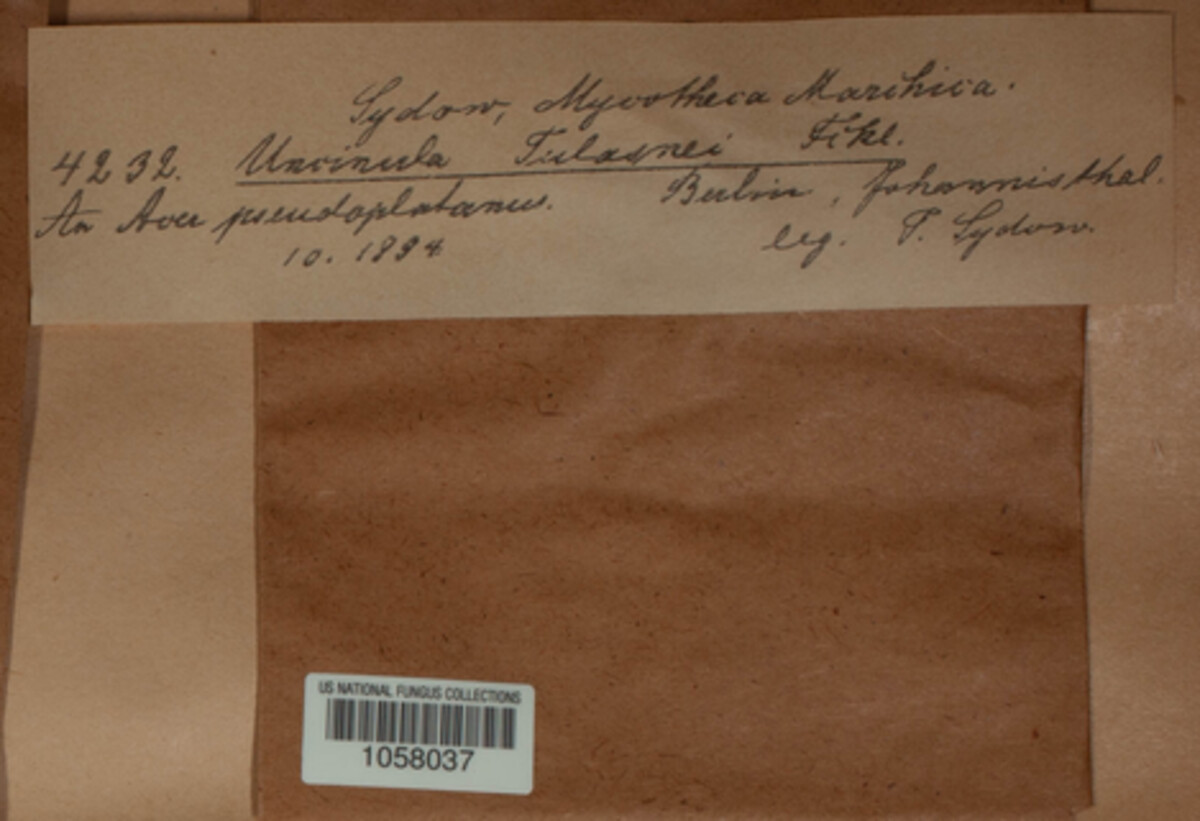 Sydow, Mycotheca Marchica.
4232. Uncinula Tulasnei Fckl.
An Acer pseudoplatanus. Berlin, Johannisthal.
10. 1894 leg. P. Sydow.
US NATIONAL FUNGUS COLLECTIONS
1058037